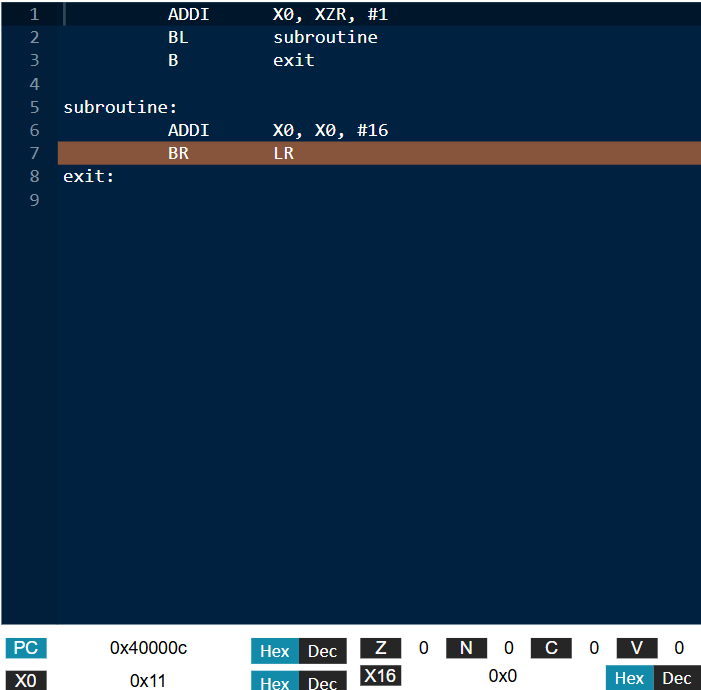 1 ADDI X0, XZR, #1
2 BL subroutine
3 B exit
4
5 subroutine:
6 ADDI X0, X0, #16
7 BR LR
8 exit:
9
PC 0x40000c Hex Dec Z 0 N 0 C 0 V 0
X0 0x11 Hex Dec X16 0x0 Hex Dec